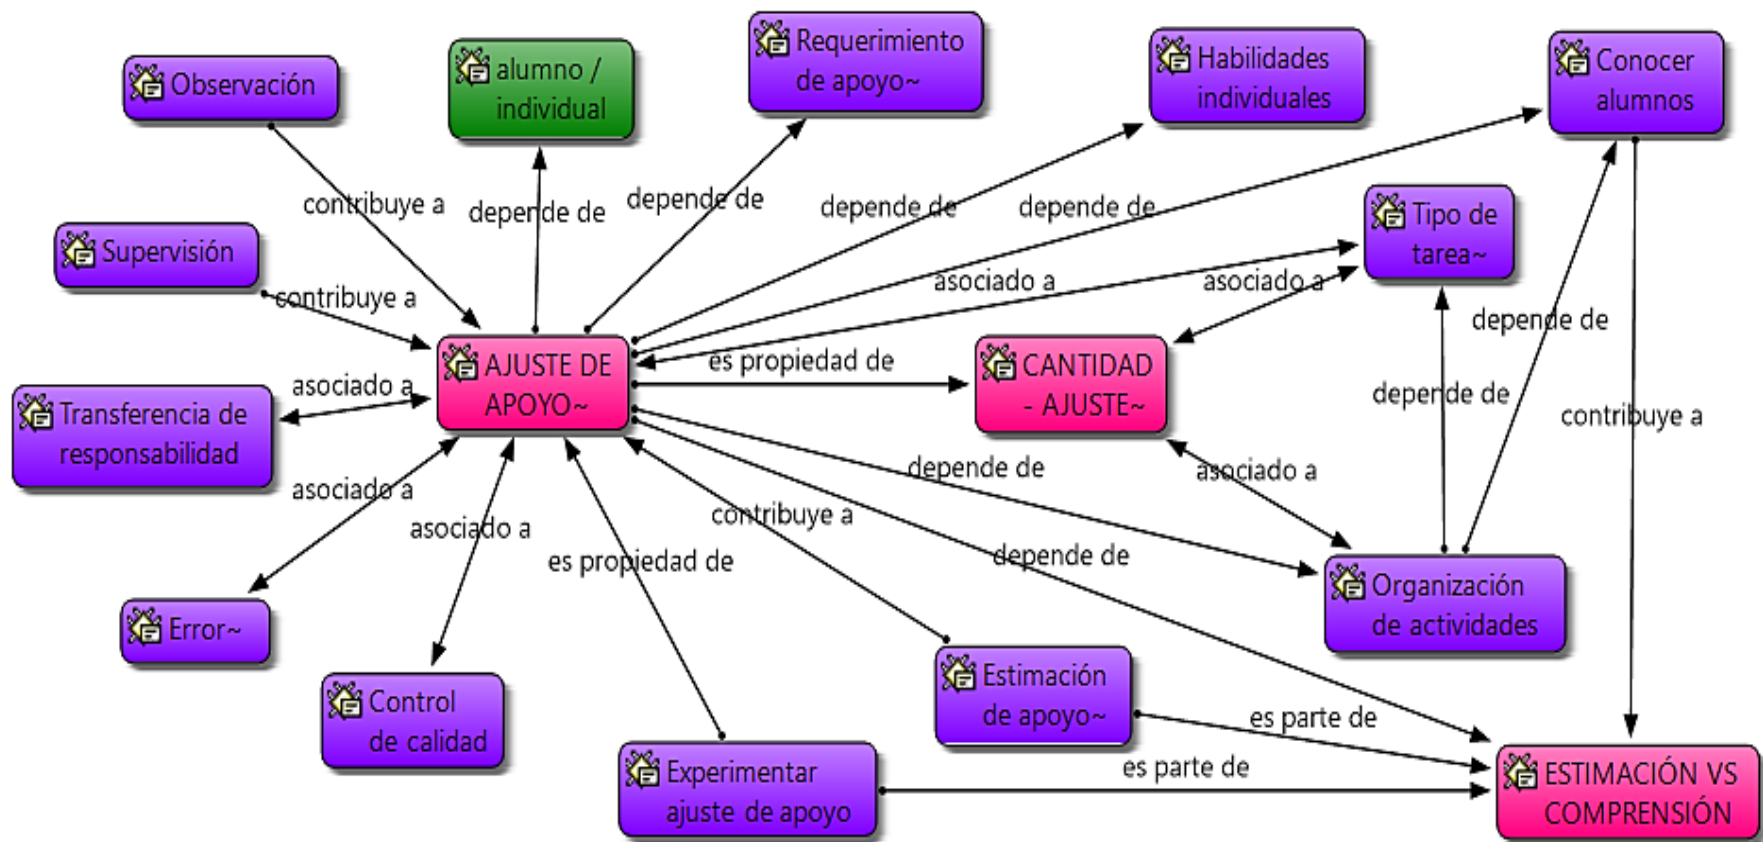 Observación
alumno /
individual
Requerimiento
de apoyo~
Habilidades
individuales
Conocer
alumnos
contribuye a
depende de
depende de
depende de
depende de
Tipo de
tarea~
Supervisión
contribuye a
asociado a
asociado a
depende de
AJUSTE DE
APOYO~
es propiedad de
CANTIDAD
- AJUSTE~
asociado a
Transferencia de
responsabilidad
depende de
contribuye a
asociado a
asociado a
depende de
asociado a
contribuye a
es propiedad de
depende de
Organización
de actividades
Error~
Control
de calidad
Estimación
de apoyo~
es parte de
es parte de
Experimentar
ajuste de apoyo
ESTIMACIÓN VS
COMPRENSIÓN